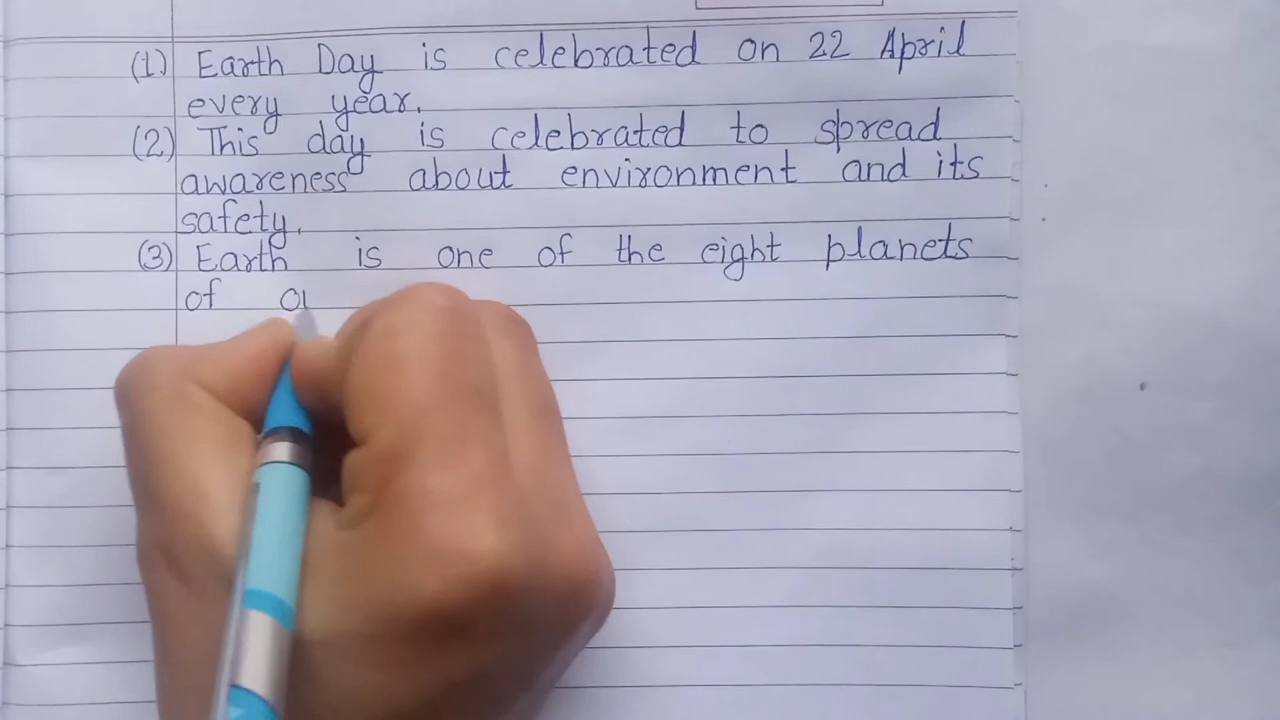 (1) Earth Day is celebrated on 22 April
every year.
(2) This day is celebrated to spread
awareness about environment and its
safety.
(3) Earth is one of the eight planets
of